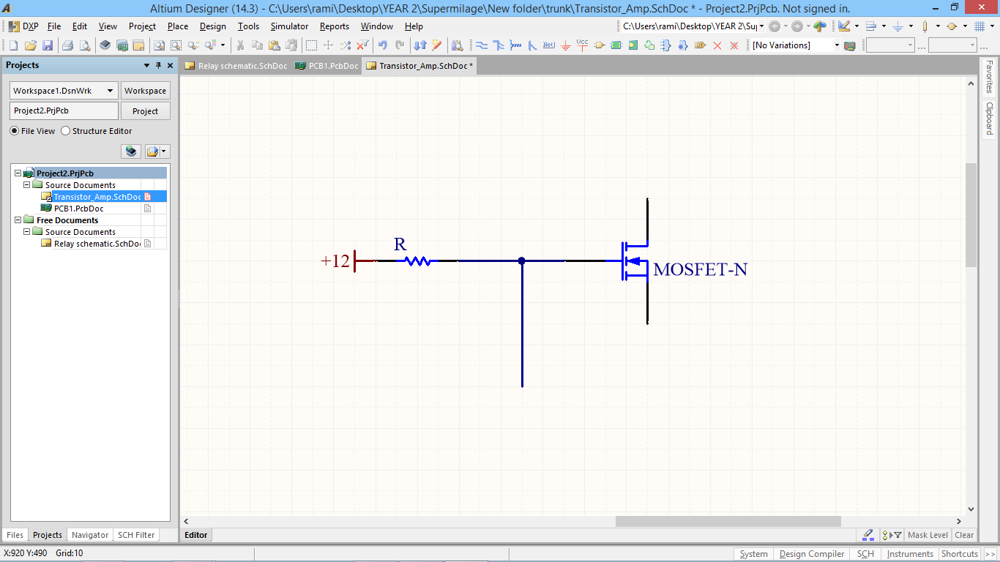 Altium Designer (14.3) - C:\Users\rami\Desktop\YEAR 2\Supermilage\New folder\trunk\Transistor_Amp.SchDoc * - Project2.PrjPcb. Not signed in.
DXP File Edit View Project Place Design Tools Simulator Reports Window Help C:\Users\rami\Desktop\YEAR 2\Su
Net Vcc [No Variations] ... ...
Projects
Relay schematic.SchDoc PCB1.PcbDoc Transistor_Amp.SchDoc *
Workspace1.DsnWrk Workspace
Project2.PrjPcb Project
File View Structure Editor
Project2.PrjPcb
Source Documents
Transistor_Amp.SchDoc
PCB1.PcbDoc
Free Documents
Source Documents
Relay schematic.SchDo
R
+12
MOSFET-N
Favorites
Clipboard
Files Projects Navigator SCH Filter Editor Mask Level Clear
X:920 Y:490 Grid:10 System Design Compiler SCH Instruments Shortcuts >>